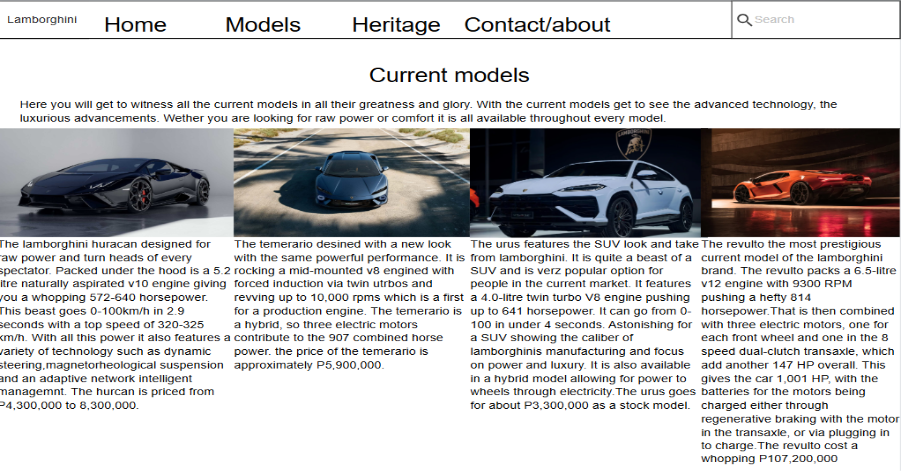 Lamborghini
Home
Models
Heritage
Contact/about
Search
Current models
Here you will get to witness all the current models in all their greatness and glory. With the current models get to see the advanced technology, the
luxurious advancements. Wether you are looking for raw power or comfort it is all available throughout every model.
The lamborghini huracan designed for
raw power and turn heads of every
spectator. Packed under the hood is a 5.2
litre naturally aspirated v10 engine giving
you a whopping 572-640 horsepower.
This beast goes 0-100km/h in 2.9
seconds with a top speed of 320-325
km/h. With all this power it also features a
variety of technology such as dynamic
steering,magnetorheological suspension
and an adaptive network intelligent
managemnt. The hurcan is priced from
P4,300,000 to 8,300,000.
The temerario desined with a new look
with the same powerful performance. It is
rocking a mid-mounted v8 engined with
forced induction via twin utrbos and
revving up to 10,000 rpms which is a first
for a production engine. The temerario is
a hybrid, so three electric motors
contribute to the 907 combined horse
power. the price of the temerario is
approximately P5,900,000.
LAMBORGHINI
The urus features the SUV look and take
from lamborghini. It is quite a beast of a
SUV and is verz popular option for
people in the current market. It features
a 4.0-litre twin turbo V8 engine pushing
up to 641 horsepower. It can go from 0-
100 in under 4 seconds. Astonishing for
a SUV showing the caliber of
lamborghinis manufacturing and focus
on power and luxury. It is also available
in a hybrid model allowing for power to
wheels through electricity.The urus goes
for about P3,300,000 as a stock model.
The revulto the most prestigious
current model of the lamborghini
brand. The revulto packs a 6.5-litre
v12 engine with 9300 RPM
pushing a hefty 814
horsepower.That is then combined
with three electric motors, one for
each front wheel and one in the 8
speed dual-clutch transaxle, which
add another 147 HP overall. This
gives the car 1,001 HP, with the
batteries for the motors being
charged either through
regenerative braking with the motor
in the transaxle, or via plugging in
to charge.The revulto cost a
whopping P107,200,000